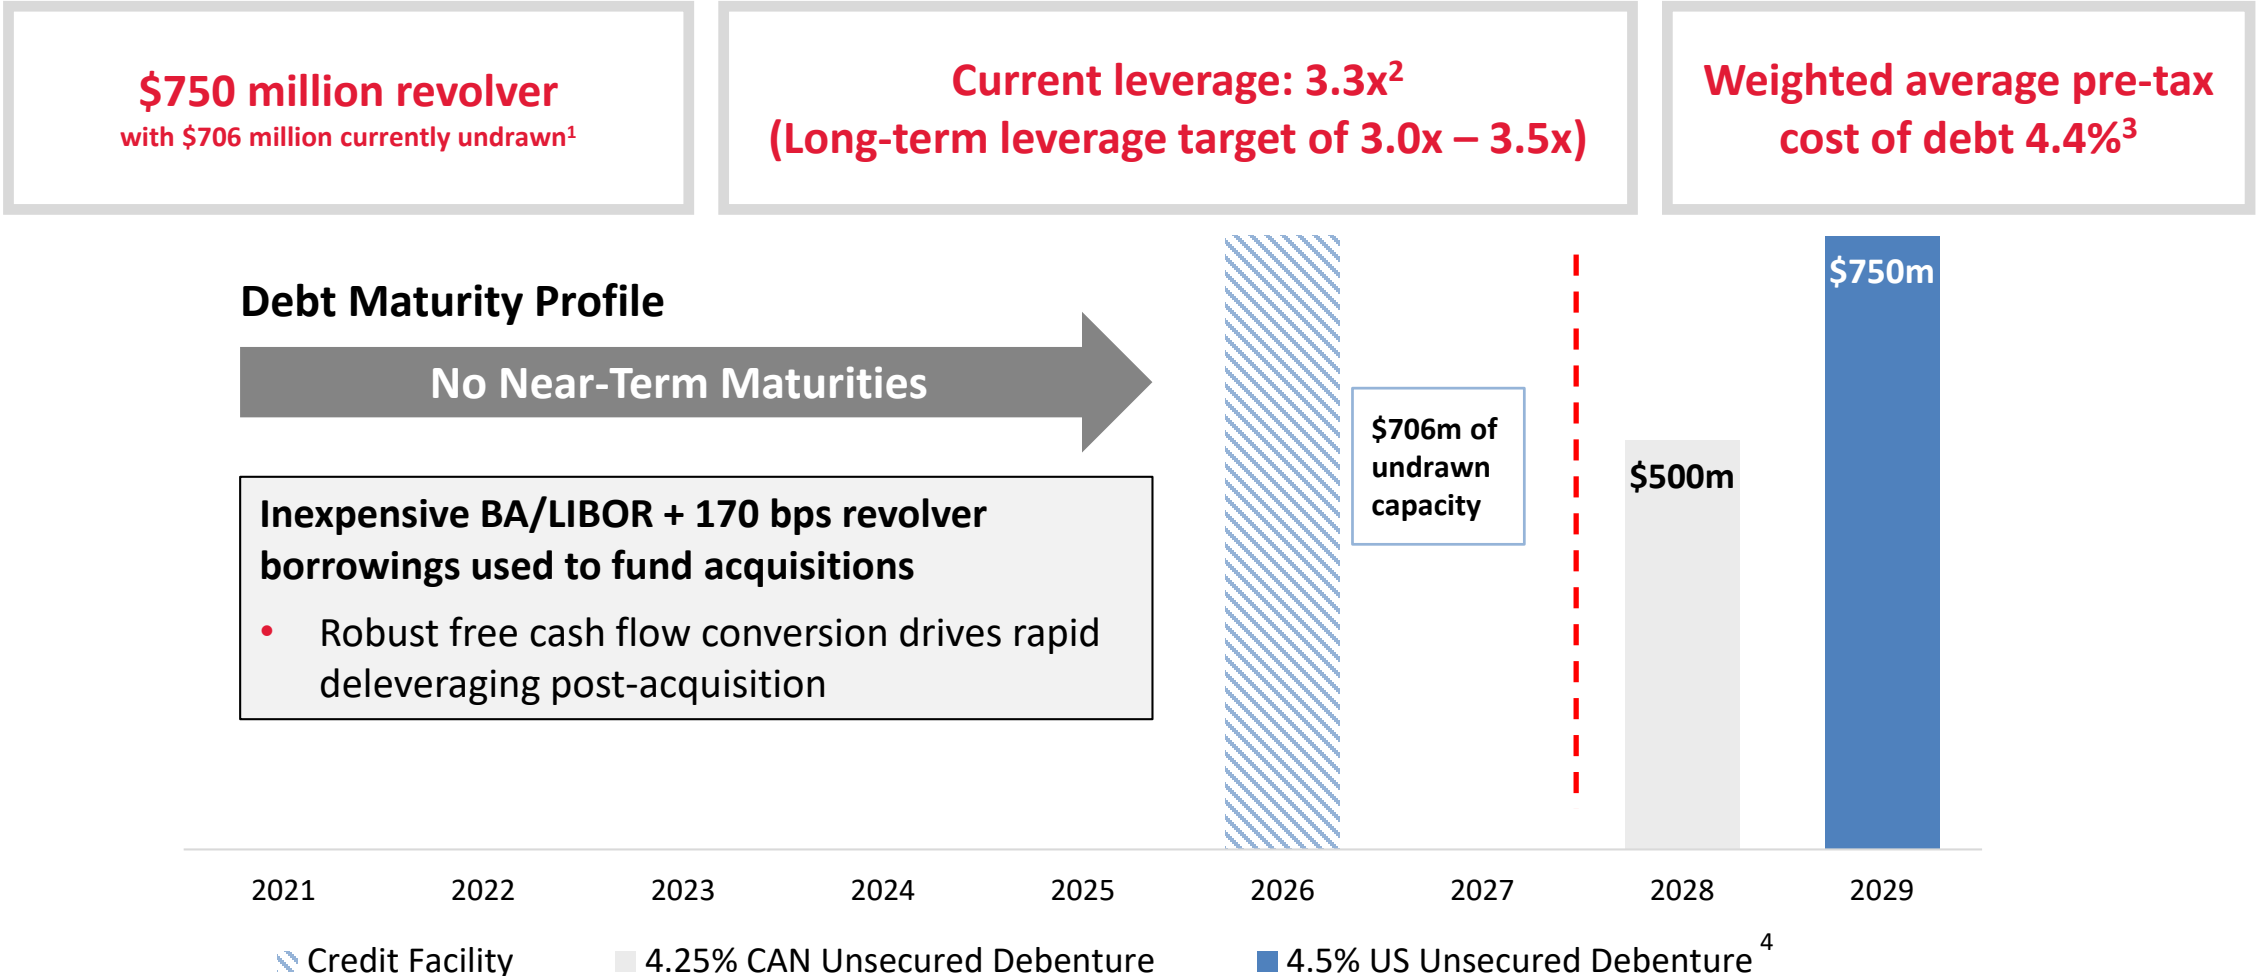 $750 million revolver
with $706 million currently undrawn¹
Current leverage: 3.3x²
(Long-term leverage target of 3.0x – 3.5x)
Weighted average pre-tax
cost of debt 4.4%³
Debt Maturity Profile
No Near-Term Maturities
Inexpensive BA/LIBOR + 170 bps revolver
borrowings used to fund acquisitions
• Robust free cash flow conversion drives rapid
deleveraging post-acquisition
$706m of
undrawn
capacity
$500m
$750m
2021 2022 2023 2024 2025 2026 2027 2028 2029
Credit Facility 4.25% CAN Unsecured Debenture 4.5% US Unsecured Debenture ⁴